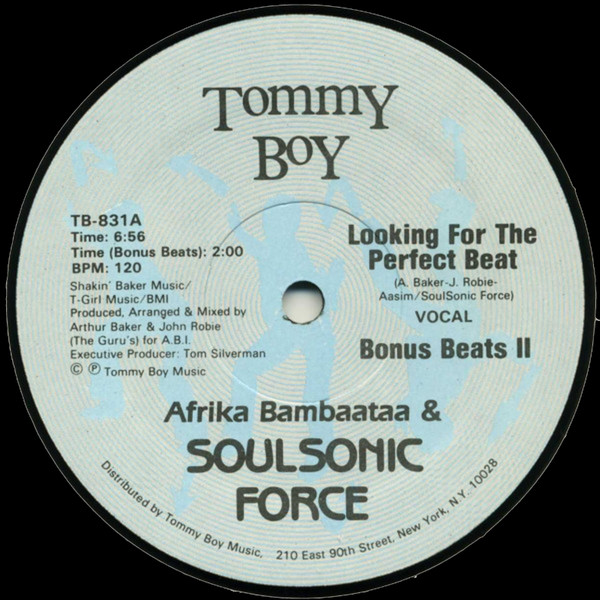 Tommy
Boy
TB-831A
Time: 6:56
Time (Bonus Beats): 2:00
BPM: 120
Shakin' Baker Music/
T-Girl Music/BMI
Produced, Arranged & Mixed by
Arthur Baker & John Robie
(The Guru's) for A.B.I.
Executive Producer: Tom Silverman
© ℗ Tommy Boy Music
Looking For The
Perfect Beat
(A. Baker-J. Robie-
Aasim/SoulSonic Force)
VOCAL
Bonus Beats II
Afrika Bambaataa &
SOULSONIC
FORCE
Distributed by Tommy Boy Music, 210 East 90th Street, New York, N.Y. 10028